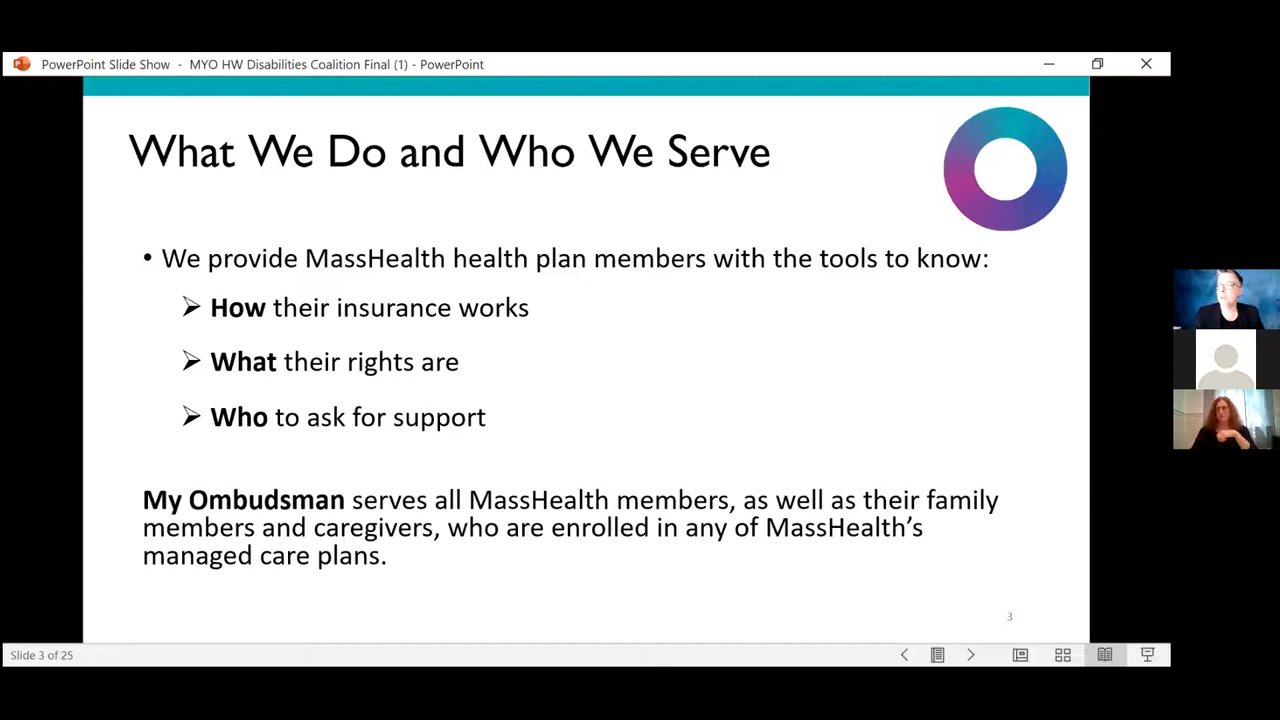 PowerPoint Slide Show - MYO HW Disabilities Coalition Final (1) - PowerPoint
What We Do and Who We Serve
• We provide MassHealth health plan members with the tools to know:
➢ How their insurance works
➢ What their rights are
➢ Who to ask for support
My Ombudsman serves all MassHealth members, as well as their family
members and caregivers, who are enrolled in any of MassHealth’s
managed care plans.
3
Slide 3 of 25